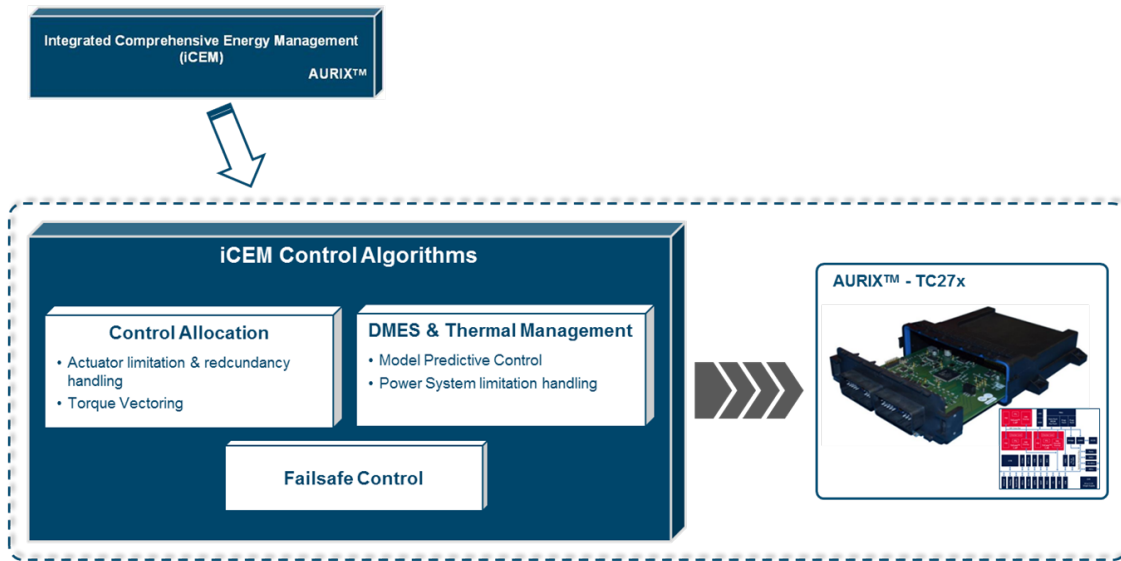 Integrated Comprehensive Energy Management
(iCEM)
AURIX™
iCEM Control Algorithms
Control Allocation
• Actuator limitation & redcundancy
handling
• Torque Vectoring
DMES & Thermal Management
• Model Predictive Control
• Power System limitation handling
Failsafe Control
AURIX™ - TC27x